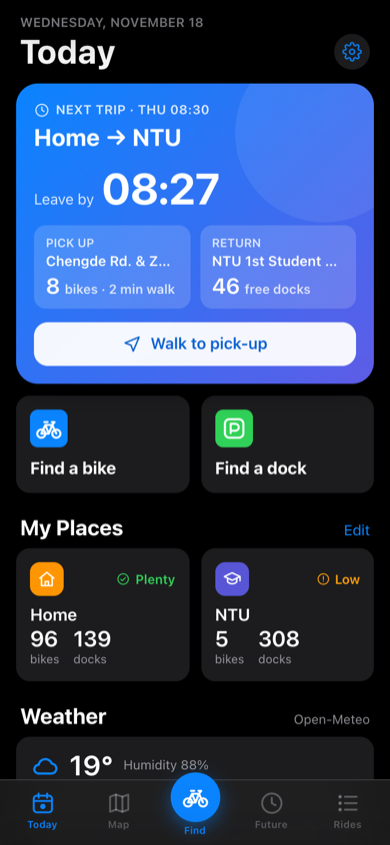 WEDNESDAY, NOVEMBER 18
Today
NEXT TRIP · THU 08:30
Home → NTU
Leave by 08:27
PICK UP
Chengde Rd. & Z...
8 bikes · 2 min walk
RETURN
NTU 1st Student ...
46 free docks
Walk to pick-up
Find a bike
Find a dock
My Places
Edit
Plenty
Home
96 139
bikes docks
Low
NTU
5 308
bikes docks
Weather
Open-Meteo
19° Humidity 88%
Today
Map
Find
Future
Rides